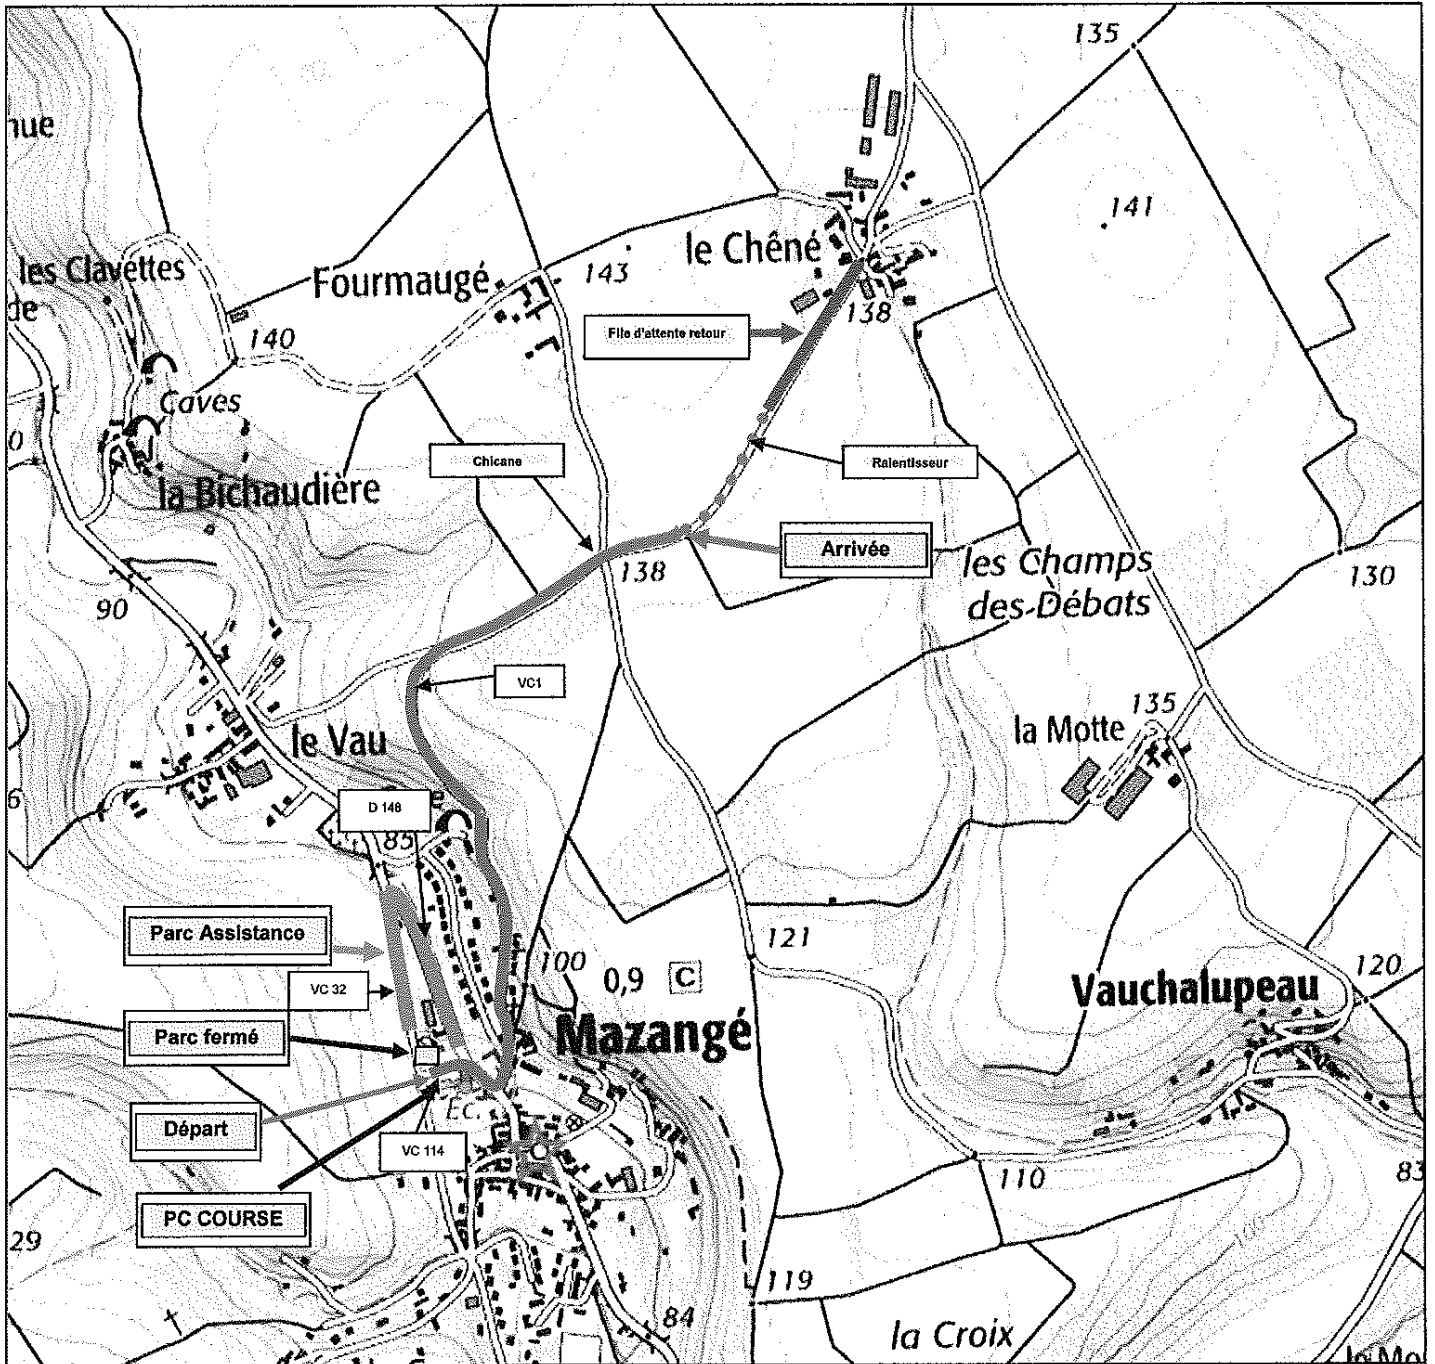 135
nue
141
le Chêné
les Clavettes
de
Fourmaugé
143
138
File d'attente retour
140
Caves
0
Chicane
Ralentisseur
la Bichaudière
Arrivée
138
les Champs
des-Débats
130
90
VC1
135
la Motte
le Vau
6
D 148
85
Parc Assistance
121
100
0,9 C
120
VC 32
Vauchalupeau
Parc fermé
Mazangé
Départ
Ec.
VC 114
110
83
PC COURSE
29
100
119
84
la Croix